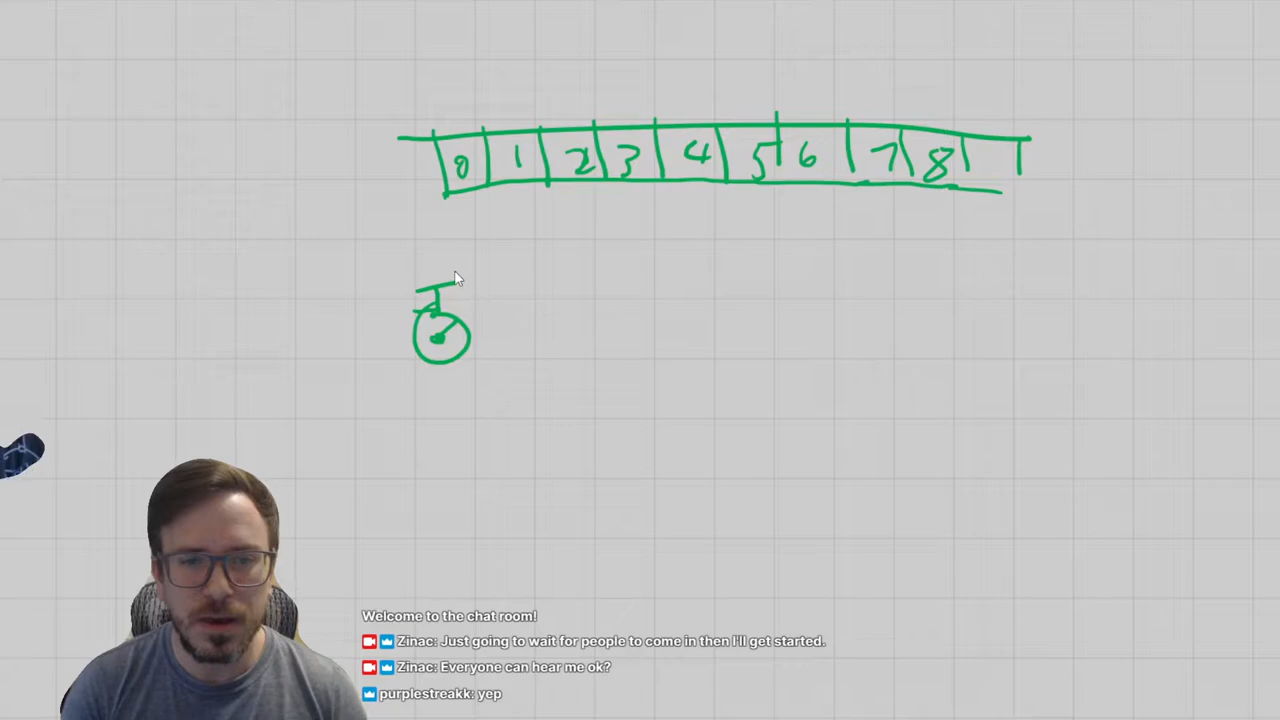 0 1 2 3 4 5 6 7 8
Welcome to the chat room!
Zinac: Just going to wait for people to come in then I'll get started.
Zinac: Everyone can hear me ok?
purplestreakk: yep